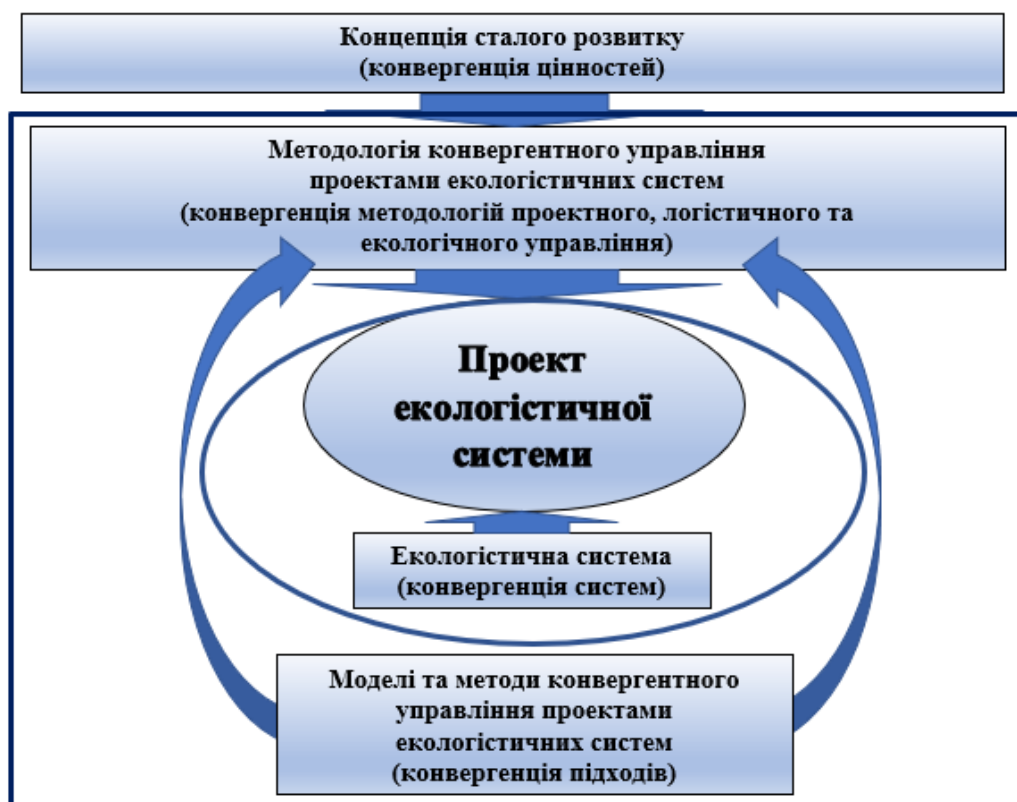 Концепція сталого розвитку
(конвергенція цінностей)
Методологія конвергентного управління
проектами екологістичних систем
(конвергенція методологій проектного, логістичного та
екологічного управління)
Проект
екологістичної
системи
Екологістична система
(конвергенція систем)
Моделі та методи конвергентного
управління проектами
екологістичних систем
(конвергенція підходів)